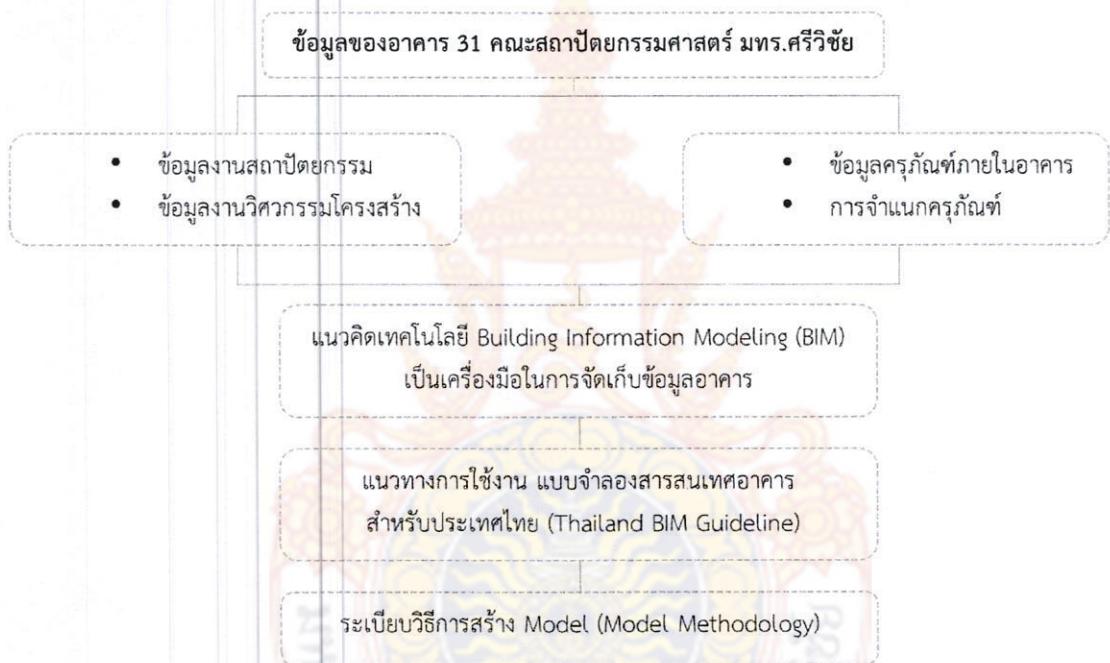 ข้อมูลของอาคาร 31 คณะสถาปัตยกรรมศาสตร์ มทร.ศรีวิชัย
• ข้อมูลงานสถาปัตยกรรม
• ข้อมูลงานวิศวกรรมโครงสร้าง
• ข้อมูลครุภัณฑ์ภายในอาคาร
• การจำแนกครุภัณฑ์
แนวคิดเทคโนโลยี Building Information Modeling (BIM)
เป็นเครื่องมือในการจัดเก็บข้อมูลอาคาร
แนวทางการใช้งาน แบบจำลองสารสนเทศอาคาร
สำหรับประเทศไทย (Thailand BIM Guideline)
ระเบียบวิธีการสร้าง Model (Model Methodology)